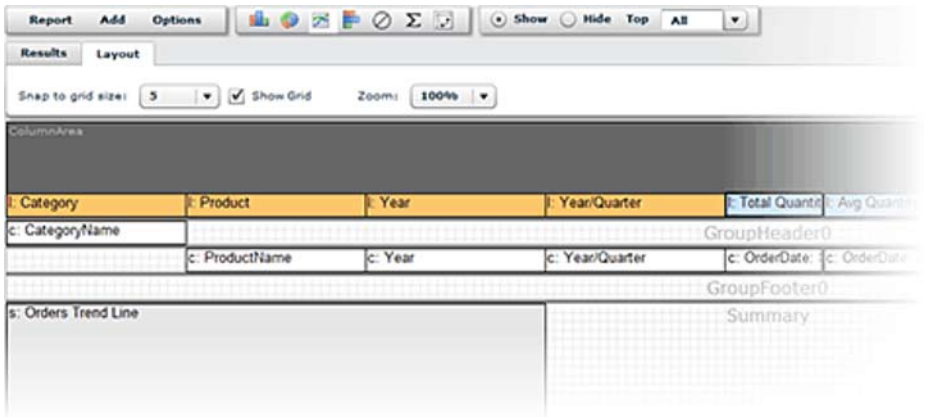 Report Add Options Σ Show Hide Top All
Results Layout
Snap to grid size: 5 Show Grid Zoom: 100%
ColumnArea
l: Category l: Product l: Year l: Year/Quarter l: Total Quantit l: Avg Quantit
c: CategoryName GroupHeader0
c: ProductName c: Year c: Year/Quarter c: OrderDate: c: OrderDate
GroupFooter0
s: Orders Trend Line Summary